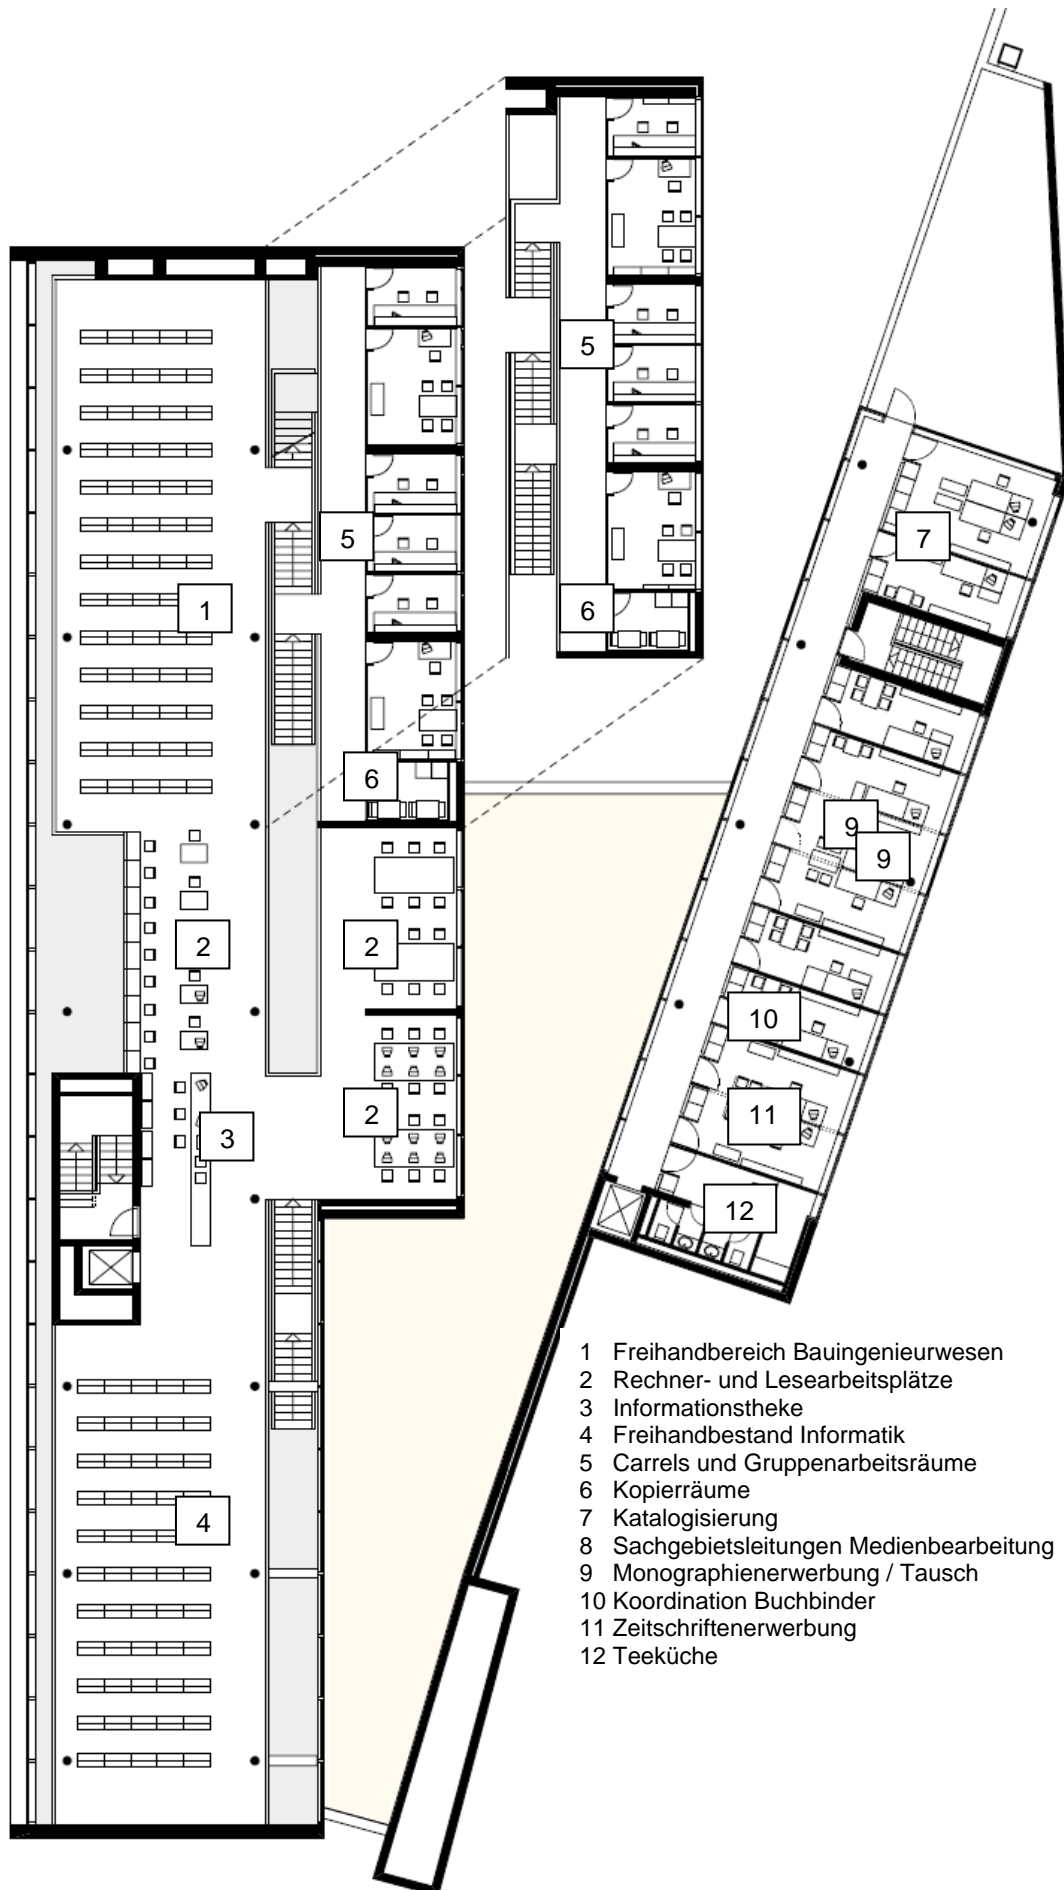 5
5
7
1
6
6
9
9
2
2
10
2
11
3
12
4
1 Freihandbereich Bauingenieurwesen
2 Rechner- und Lesearbeitsplätze
3 Informationstheke
4 Freihandbestand Informatik
5 Carrels und Gruppenarbeitsräume
6 Kopierräume
7 Katalogisierung
8 Sachgebietsleitungen Medienbearbeitung
9 Monographienerwerbung / Tausch
10 Koordination Buchbinder
11 Zeitschriftenerwerbung
12 Teeküche